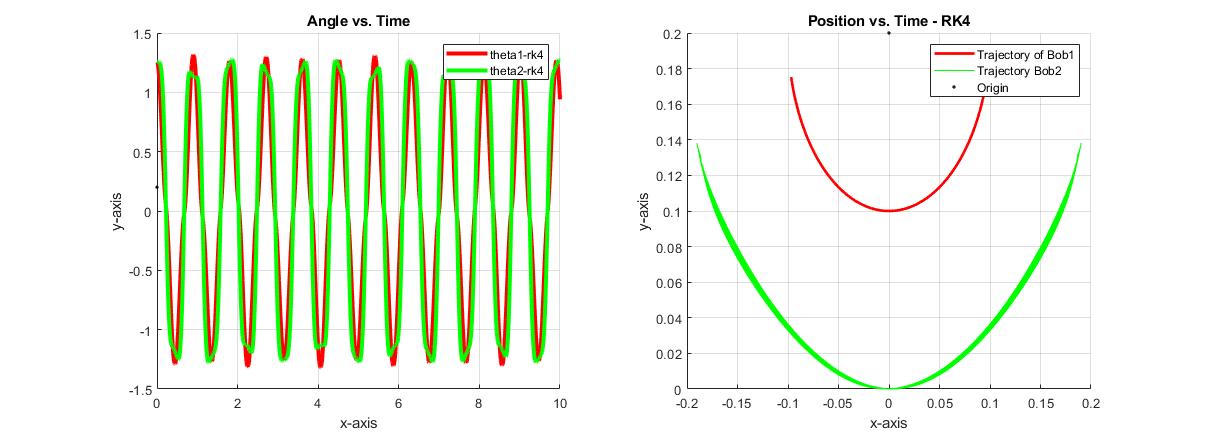 Angle vs. Time
theta1-rk4
theta2-rk4
1.5
1
0.5
0
-0.5
-1
-1.5
y-axis
0 2 4 6 8 10
x-axis
Position vs. Time - RK4
Trajectory of Bob1
Trajectory Bob2
Origin
0.2
0.18
0.16
0.14
0.12
0.1
0.08
0.06
0.04
0.02
0
y-axis
-0.2 -0.15 -0.1 -0.05 0 0.05 0.1 0.15 0.2
x-axis